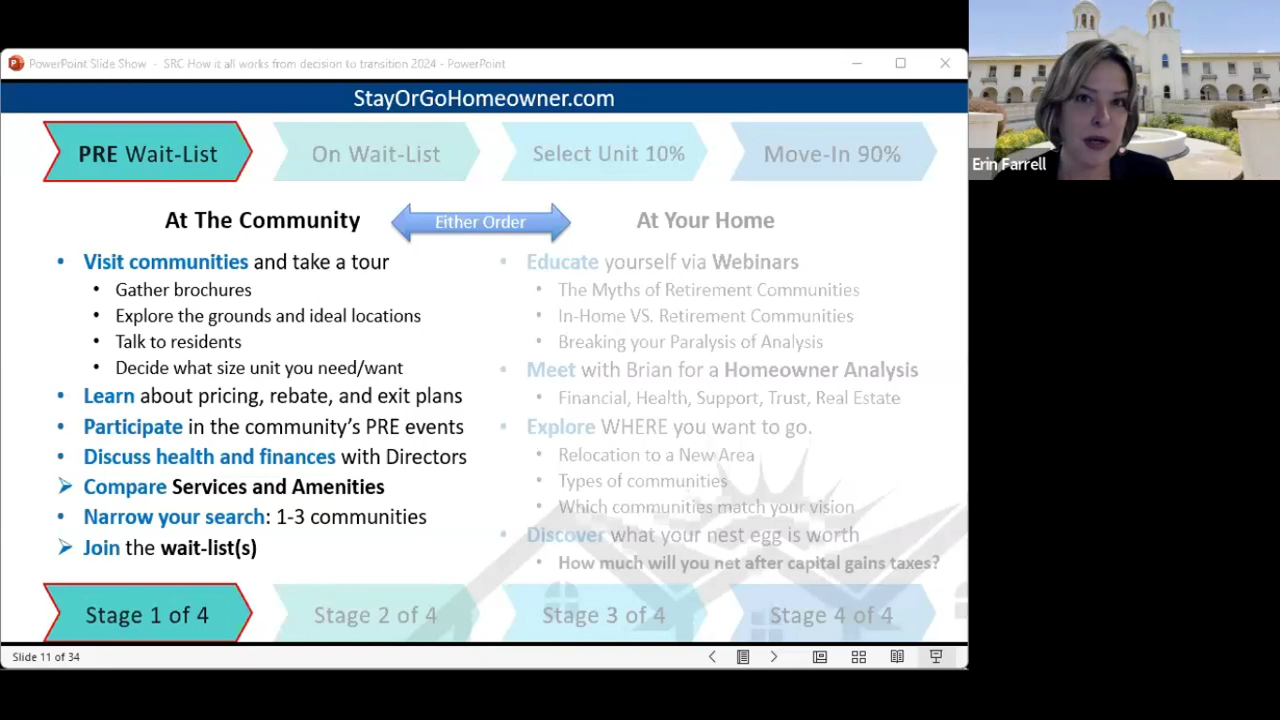 PowerPoint Slide Show - SRC How it all works from decision to transition 2024 - PowerPoint
StayOrGoHomeowner.com
PRE Wait-List
On Wait-List
Select Unit 10%
Move-In 90%
At The Community
Either Order
At Your Home
• Visit communities and take a tour
• Gather brochures
• Explore the grounds and ideal locations
• Talk to residents
• Decide what size unit you need/want
• Learn about pricing, rebate, and exit plans
• Participate in the community's PRE events
• Discuss health and finances with Directors
➢ Compare Services and Amenities
• Narrow your search: 1-3 communities
➢ Join the wait-list(s)
• Educate yourself via Webinars
• The Myths of Retirement Communities
• In-Home VS. Retirement Communities
• Breaking your Paralysis of Analysis
• Meet with Brian for a Homeowner Analysis
• Financial, Health, Support, Trust, Real Estate
• Explore WHERE you want to go.
• Relocation to a New Area
• Types of communities
• Which communities match your vision
• Discover what your nest egg is worth
• How much will you net after capital gains taxes?
Stage 1 of 4
Stage 2 of 4
Stage 3 of 4
Stage 4 of 4
Slide 11 of 34
Erin Farrell